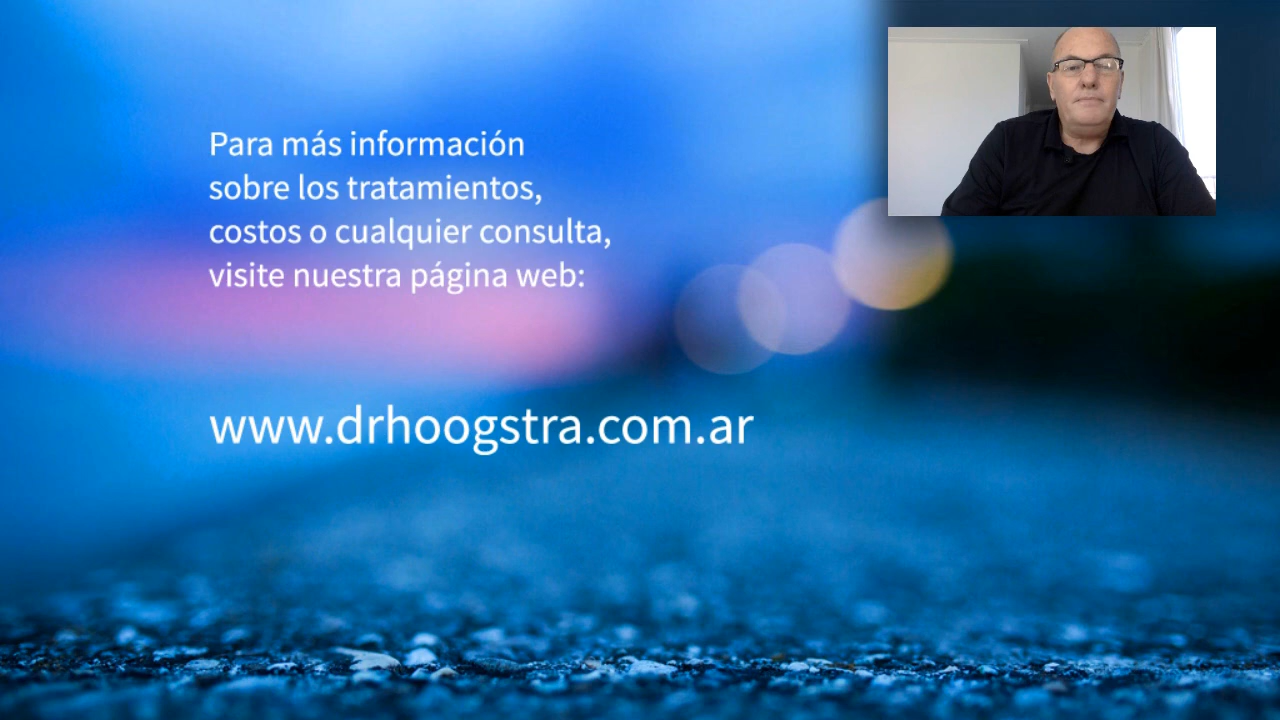 Para más información
sobre los tratamientos,
costos o cualquier consulta,
visite nuestra página web:
www.drhoogstra.com.ar